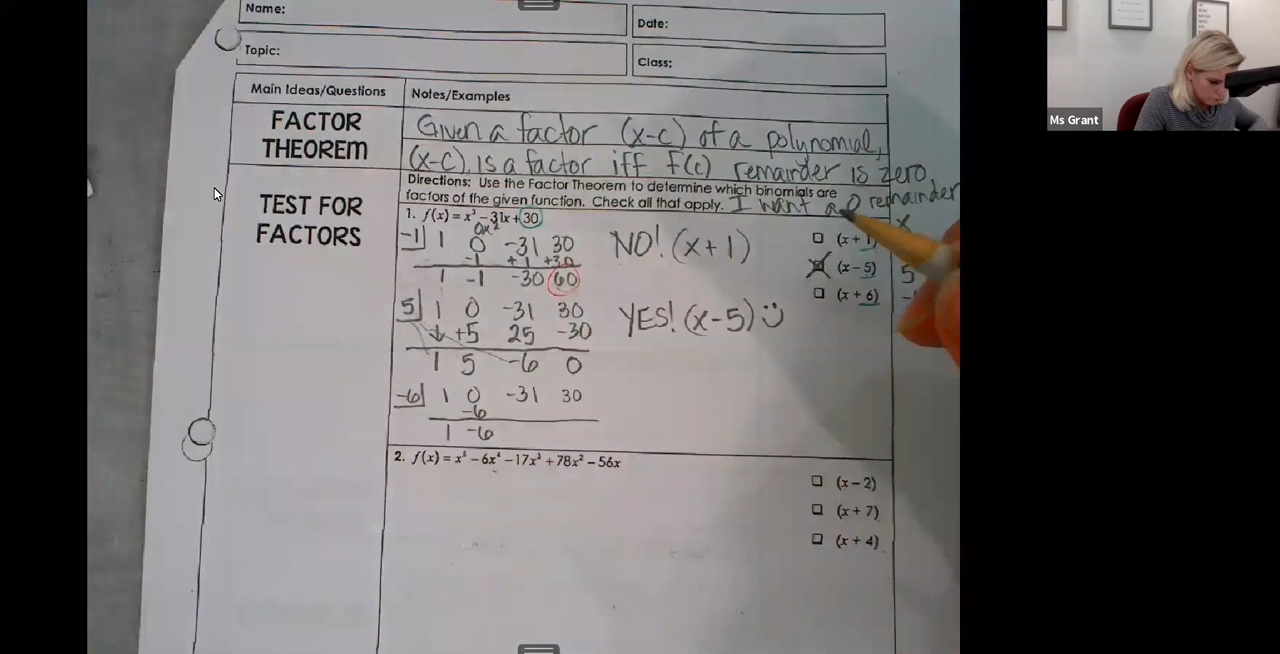 Name:
Date:
Topic:
Class:
Main Ideas/Questions
Notes/Examples
FACTOR
THEOREM
Given a factor (x-c) of a polynomial,
(x-c) is a factor iff f(c) remainder is zero
TEST FOR
FACTORS
Directions: Use the Factor Theorem to determine which binomials are
factors of the given function. Check all that apply.
I want a 0 remainder
1. f(x) = x³ − 31x + 30
0x²
-1| 1 0 -31 30
-1 +1 +30
1 -1 -30 60
NO! (x+1)
(x + 1)
(x − 5)
(x + 6)
x
5
5| 1 0 -31 30
+5 25 -30
1 5 -6 0
YES! (x-5)
-6| 1 0 -31 30
-6
1 -6
2. f(x) = x⁵ − 6x⁴ − 17x³ + 78x² − 56x
(x − 2)
(x + 7)
(x + 4)
Ms Grant